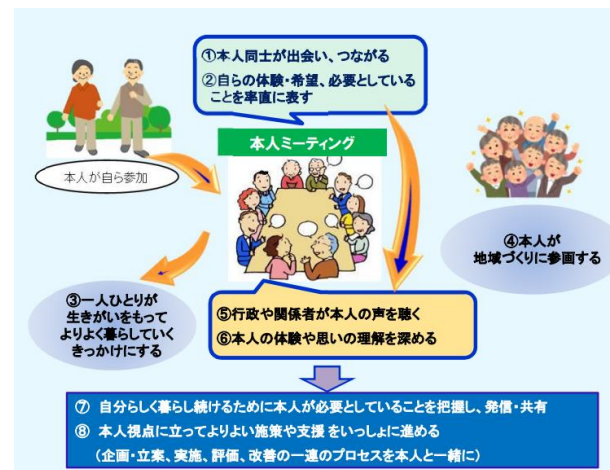 ①本人同士が出会い、つながる
②自らの体験・希望、必要としている
ことを率直に表す
本人ミーティング
本人が自ら参加
④本人が
地域づくりに参画する
③一人ひとりが
生きがいをもって
よりよく暮らしていく
きっかけにする
⑤行政や関係者が本人の声を聴く
⑥本人の体験や思いの理解を深める
⑦ 自分らしく暮らし続けるために本人が必要としていることを把握し、発信・共有
⑧ 本人視点に立ってよりよい施策や支援をいっしょに進める
(企画・立案、実施、評価、改善の一連のプロセスを本人と一緒に)